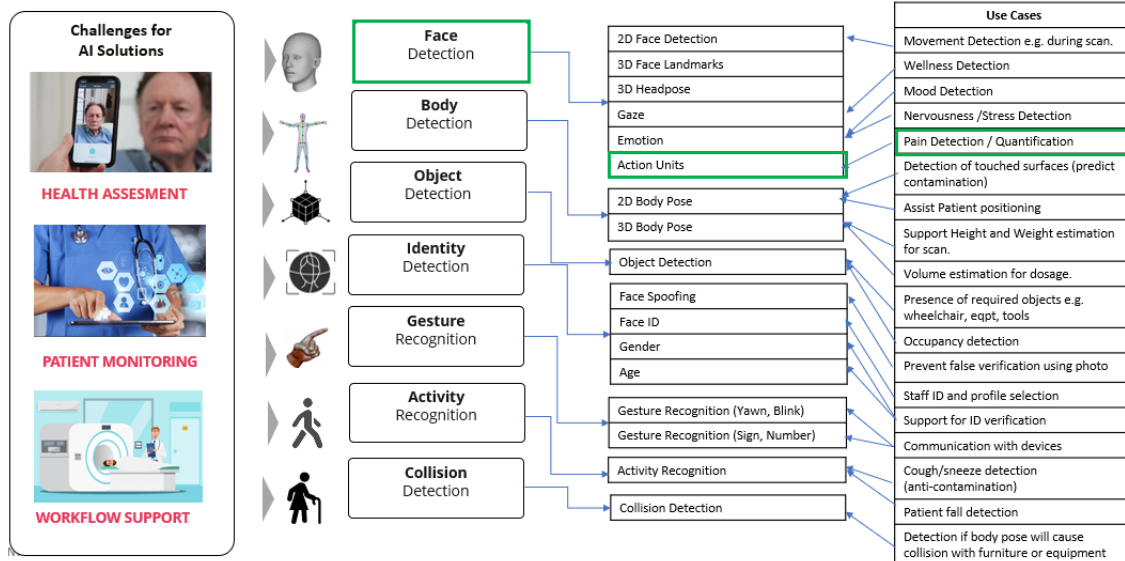 Challenges for
AI Solutions
HEALTH ASSESMENT
PATIENT MONITORING
WORKFLOW SUPPORT
Face
Detection
Body
Detection
Object
Detection
Identity
Detection
Gesture
Recognition
Activity
Recognition
Collision
Detection
2D Face Detection
3D Face Landmarks
3D Headpose
Gaze
Emotion
Action Units
2D Body Pose
3D Body Pose
Object Detection
Face Spoofing
Face ID
Gender
Age
Gesture Recognition (Yawn, Blink)
Gesture Recognition (Sign, Number)
Activity Recognition
Collision Detection
Use Cases
Movement Detection e.g. during scan.
Wellness Detection
Mood Detection
Nervousness /Stress Detection
Pain Detection / Quantification
Detection of touched surfaces (predict
contamination)
Assist Patient positioning
Support Height and Weight estimation
for scan.
Volume estimation for dosage.
Presence of required objects e.g.
wheelchair, eqpt, tools
Occupancy detection
Prevent false verification using photo
Staff ID and profile selection
Support for ID verification
Communication with devices
Cough/sneeze detection
(anti-contamination)
Patient fall detection
Detection if body pose will cause
collision with furniture or equipment